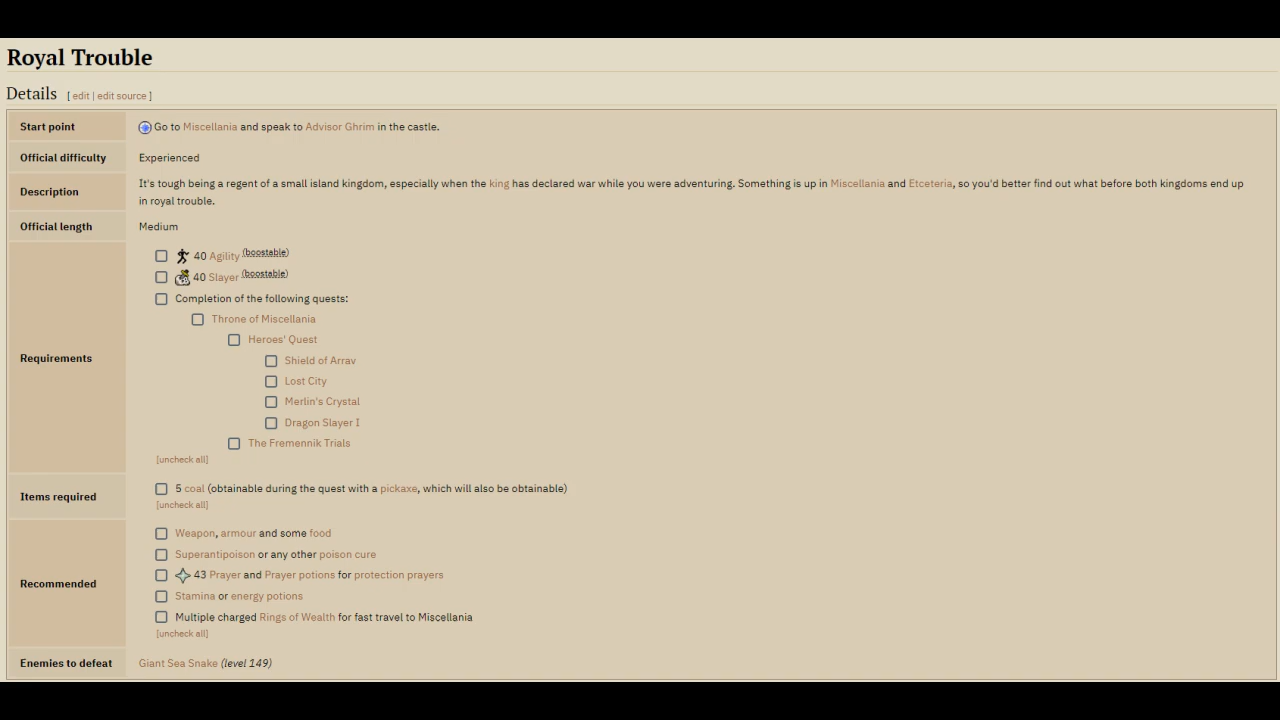 Royal Trouble
Details [ edit | edit source ]
Start point
Go to Miscellania and speak to Advisor Ghrim in the castle.
Official difficulty
Experienced
Description
It's tough being a regent of a small island kingdom, especially when the king has declared war while you were adventuring. Something is up in Miscellania and Etceteria, so you'd better find out what before both kingdoms end up
in royal trouble.
Official length
Medium
Requirements
40 Agility (boostable)
40 Slayer (boostable)
Completion of the following quests:
Throne of Miscellania
Heroes' Quest
Shield of Arrav
Lost City
Merlin's Crystal
Dragon Slayer I
The Fremennik Trials
[uncheck all]
Items required
5 coal (obtainable during the quest with a pickaxe, which will also be obtainable)
[uncheck all]
Recommended
Weapon, armour and some food
Superantipoison or any other poison cure
43 Prayer and Prayer potions for protection prayers
Stamina or energy potions
Multiple charged Rings of Wealth for fast travel to Miscellania
[uncheck all]
Enemies to defeat
Giant Sea Snake (level 149)